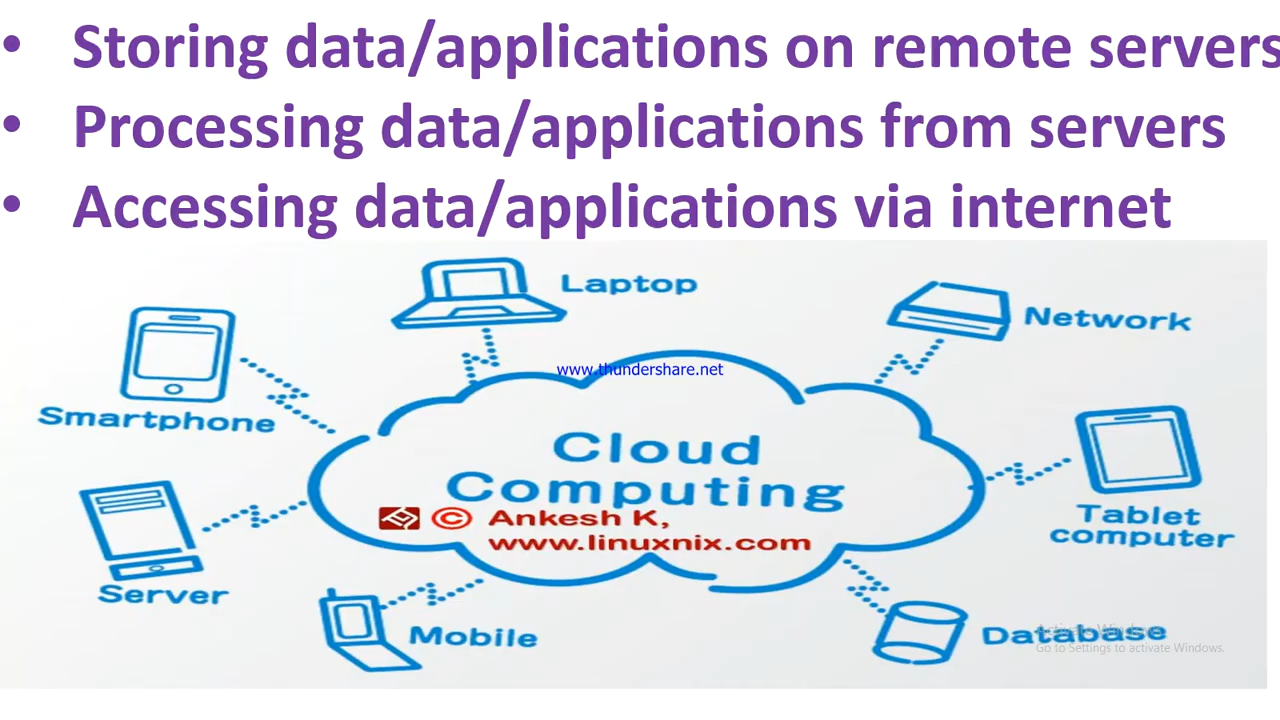 • Storing data/applications on remote servers
• Processing data/applications from servers
• Accessing data/applications via internet
Laptop
Network
Smartphone
www.thundershare.net
Cloud
Computing
© Ankesh K,
www.linuxnix.com
Tablet
computer
Server
Mobile
Database
Activate Windows
Go to Settings to activate Windows.